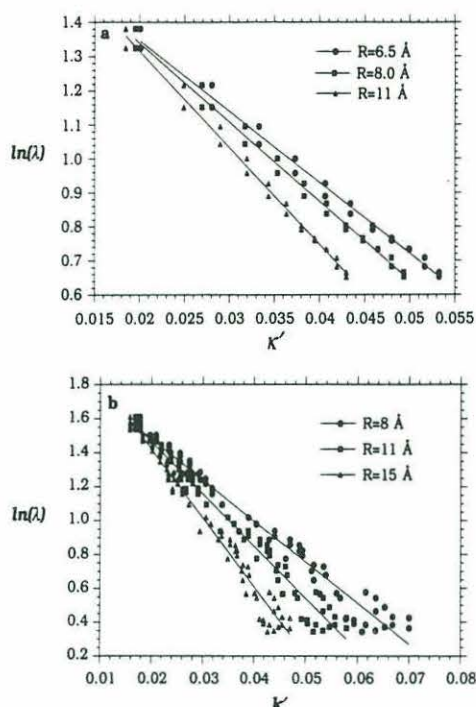 a
1.4
1.3
1.2
1.1
1.0
0.9
0.8
0.7
0.6
ln(λ)
R=6.5 Å
R=8.0 Å
R=11 Å
0.015 0.02 0.025 0.03 0.035 0.04 0.045 0.05 0.055
K′
b
1.8
1.6
1.4
1.2
1.0
0.8
0.6
0.4
0.2
ln(λ)
R=8 Å
R=11 Å
R=15 Å
0.01 0.02 0.03 0.04 0.05 0.06 0.07 0.08
k′